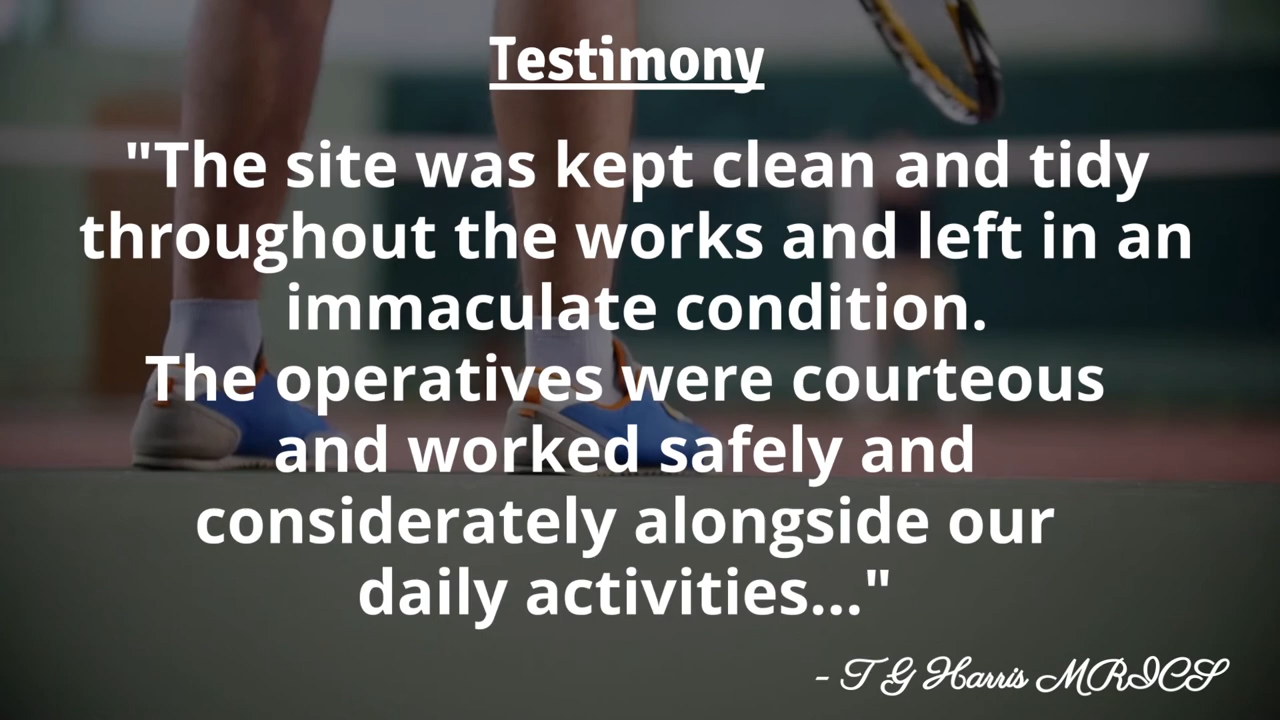 Testimony
"The site was kept clean and tidy
throughout the works and left in an
immaculate condition.
The operatives were courteous
and worked safely and
considerately alongside our
daily activities..."
- T G Harris MRICS